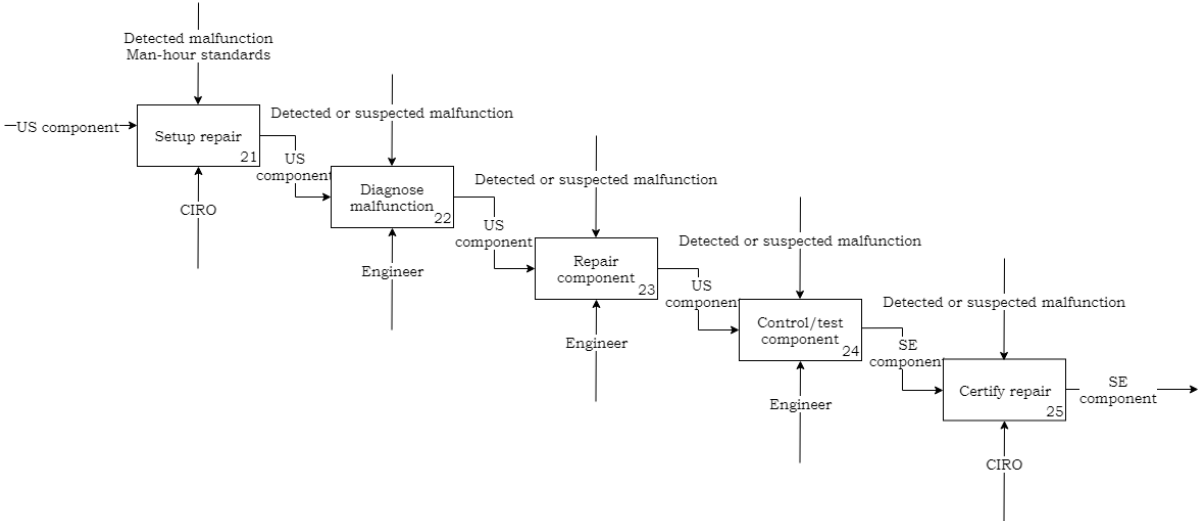 Detected malfunction
Man-hour standards
US component
Setup repair
21
CIRO
US
component
Detected or suspected malfunction
Diagnose
malfunction
22
Engineer
US
component
Detected or suspected malfunction
Repair
component
23
Engineer
US
component
Detected or suspected malfunction
Control/test
component
24
Engineer
SE
component
Detected or suspected malfunction
Certify repair
25
CIRO
SE
component